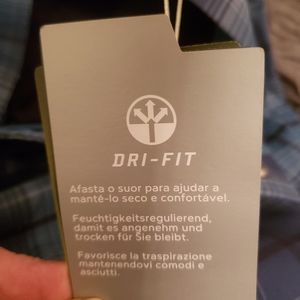 DRI-FIT
Afasta o suor para ajudar a
mantê-lo seco e confortável.
Feuchtigkeitsregulierend,
damit es angenehm und
trocken für Sie bleibt.
Favorisce la traspirazione
mantenendovi comodi e
asciutti.